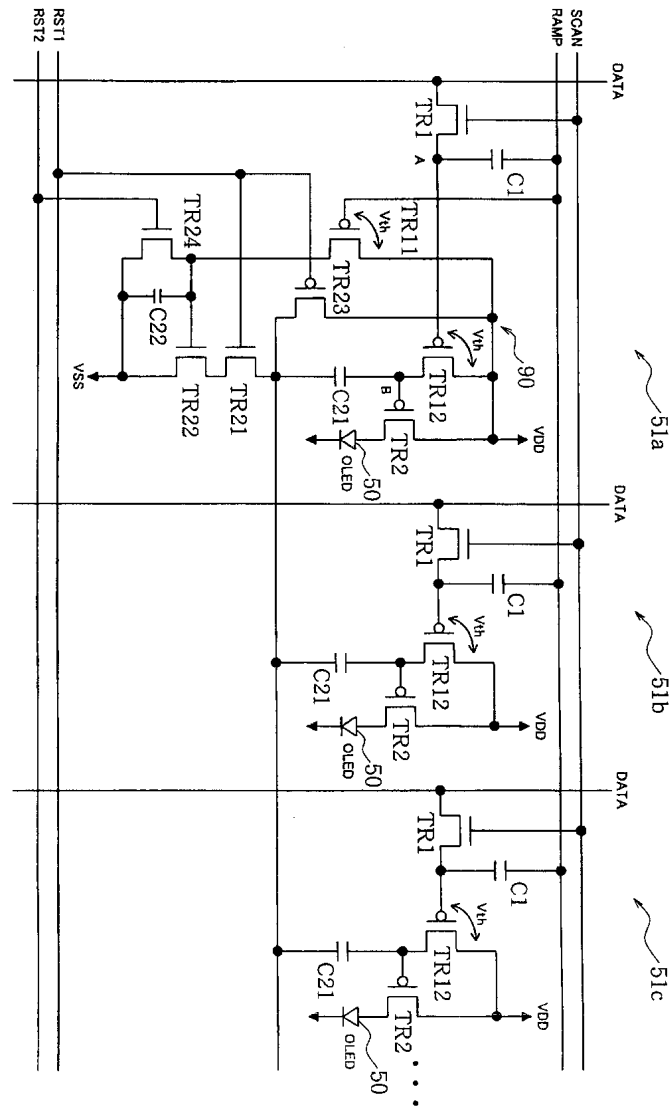 SCAN
RAMP
RST1
RST2
51a
DATA
TR1
C1
A
TR11
Vth
TR24
C22
TR23
TR22
TR21
VSS
90
Vth
TR12
C21
B
TR2
VDD
50
OLED
51b
DATA
TR1
C1
Vth
TR12
C21
TR2
VDD
50
OLED
51c
DATA
TR1
C1
Vth
TR12
C21
TR2
VDD
50
OLED